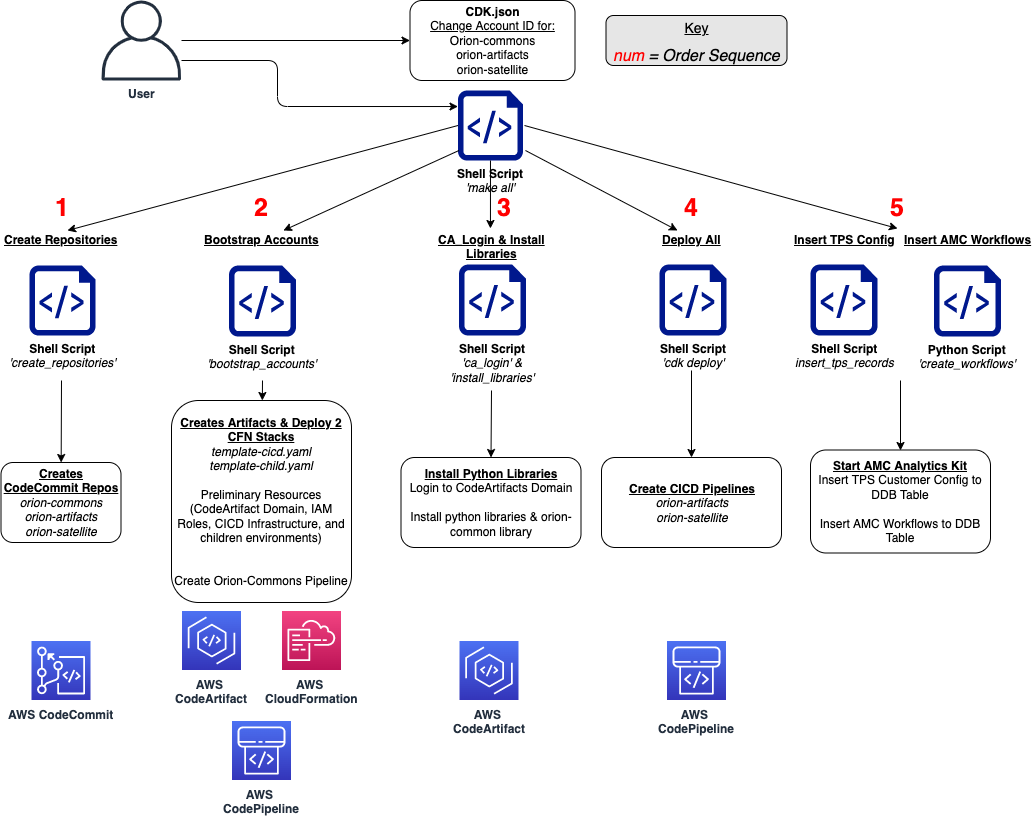 CDK.json
Change Account ID for:
Orion-commons
orion-artifacts
orion-satellite
Key
num = Order Sequence
User
Shell Script
'make all'
1
2
3
4
5
Create Repositories
Bootstrap Accounts
CA_Login & Install
Libraries
Deploy All
Insert TPS Config
Insert AMC Workflows
Shell Script
'create_repositories'
Shell Script
'bootstrap_accounts'
Shell Script
'ca_login' &
'install_libraries'
Shell Script
'cdk deploy'
Shell Script
insert_tps_records
Python Script
'create_workflows'
Creates
CodeCommit Repos
orion-commons
orion-artifacts
orion-satellite
Creates Artifacts & Deploy 2
CFN Stacks
template-cicd.yaml
template-child.yaml
Preliminary Resources
(CodeArtifact Domain, IAM
Roles, CICD Infrastructure, and
children environments)
Create Orion-Commons Pipeline
Install Python Libraries
Login to CodeArtifacts Domain
Install python libraries & orion-
common library
Create CICD Pipelines
orion-artifacts
orion-satellite
Start AMC Analytics Kit
Insert TPS Customer Config to
DDB Table
Insert AMC Workflows to DDB
Table
AWS CodeCommit
AWS
CodeArtifact
AWS
CloudFormation
AWS
CodePipeline
AWS
CodeArtifact
AWS
CodePipeline